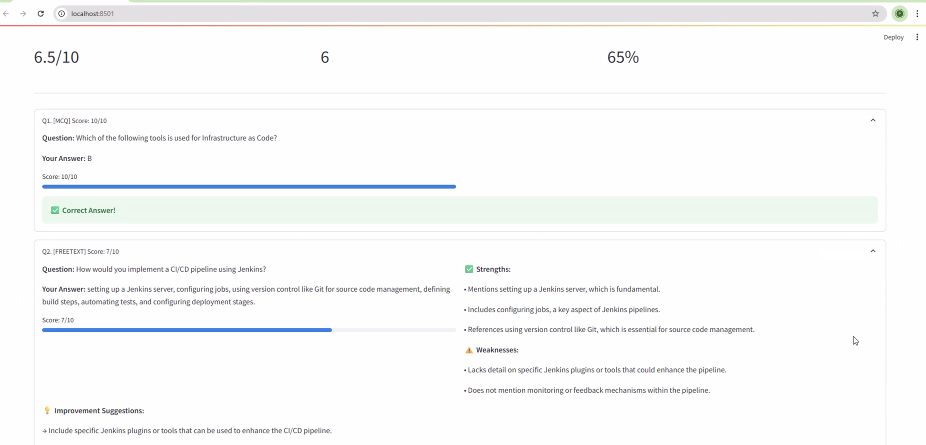 localhost:8501
Deploy
6.5/10 6 65%
Q1. [MCQ] Score: 10/10
Question: Which of the following tools is used for Infrastructure as Code?
Your Answer: B
Score: 10/10
Correct Answer!
Q2. [FREETEXT] Score: 7/10
Question: How would you implement a CI/CD pipeline using Jenkins?
Your Answer: setting up a Jenkins server, configuring jobs, using version control like Git for source code management, defining
build steps, automating tests, and configuring deployment stages.
Score: 7/10
Strengths:
• Mentions setting up a Jenkins server, which is fundamental.
• Includes configuring jobs, a key aspect of Jenkins pipelines.
• References using version control like Git, which is essential for source code management.
Weaknesses:
• Lacks detail on specific Jenkins plugins or tools that could enhance the pipeline.
• Does not mention monitoring or feedback mechanisms within the pipeline.
Improvement Suggestions:
→ Include specific Jenkins plugins or tools that can be used to enhance the CI/CD pipeline.